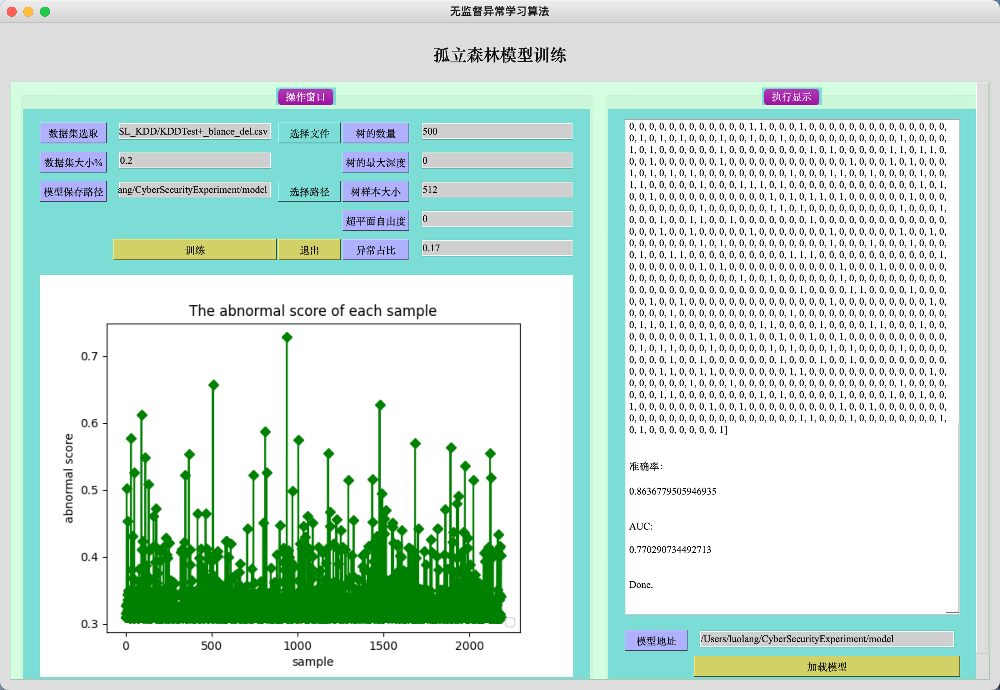 无监督异常学习算法
孤立森林模型训练
操作窗口
数据集选取
SL_KDD/KDDTest+_blance_del.csv
选择文件
树的数量
500
数据集大小%
0.2
树的最大深度
0
模型保存路径
ang/CyberSecurityExperiment/model
选择路径
树样本大小
512
超平面自由度
0
训练
退出
异常占比
0.17
The abnormal score of each sample
abnormal score
0.7
0.6
0.5
0.4
0.3
0
500
1000
1500
2000
sample
执行显示
0, 0, 0, 0, 0, 0, 0, 0, 0, 0, 0, 0, 1, 1, 0, 0, 0, 1, 0, 0, 0, 0, 0, 0, 0, 0, 0, 0, 0, 0, 0, 0,
0, 1, 0, 1, 0, 1, 0, 0, 0, 1, 0, 0, 1, 0, 0, 1, 0, 0, 0, 0, 0, 0, 0, 0, 0, 0, 0, 1, 0, 0, 0, 0,
1, 0, 1, 0, 0, 0, 0, 0, 0, 1, 0, 0, 0, 0, 0, 0, 0, 0, 1, 0, 1, 0, 0, 0, 0, 0, 1, 1, 0, 1, 1, 0,
0, 0, 1, 0, 0, 0, 0, 0, 0, 1, 0, 0, 0, 0, 0, 0, 0, 0, 0, 0, 0, 0, 1, 0, 0, 0, 1, 0, 1, 0, 0, 0,
1, 0, 1, 0, 1, 0, 1, 0, 0, 0, 0, 0, 0, 0, 0, 0, 1, 0, 0, 0, 1, 1, 0, 1, 0, 0, 0, 0, 1, 0, 0,
1, 1, 0, 0, 0, 0, 0, 1, 0, 0, 0, 1, 1, 1, 0, 1, 0, 0, 0, 0, 0, 0, 0, 0, 0, 0, 0, 0, 0, 1, 0, 1,
0, 0, 1, 0, 0, 0, 0, 0, 0, 0, 0, 0, 0, 0, 1, 0, 1, 0, 1, 1, 0, 1, 0, 0, 0, 0, 0, 0, 1, 0, 0, 0,
0, 0, 0, 0, 0, 0, 0, 1, 0, 0, 0, 0, 0, 0, 1, 1, 0, 1, 0, 0, 0, 0, 0, 0, 0, 0, 0, 1, 0, 0, 0, 1,
0, 0, 0, 1, 0, 0, 1, 1, 0, 0, 1, 0, 0, 0, 0, 0, 0, 0, 1, 0, 0, 0, 0, 0, 0, 0, 0, 0, 0, 0, 0, 0,
0, 0, 0, 1, 0, 0, 1, 0, 0, 0, 0, 0, 1, 0, 0, 0, 0, 0, 0, 0, 1, 0, 0, 0, 0, 0, 0, 1, 0, 0, 1, 0,
0, 0, 0, 0, 0, 0, 0, 1, 0, 1, 0, 0, 0, 0, 0, 0, 0, 0, 0, 0, 1, 0, 0, 0, 1, 0, 0, 0, 1, 0, 0, 0,
0, 1, 0, 0, 1, 1, 0, 0, 0, 0, 0, 0, 0, 0, 0, 0, 1, 1, 1, 0, 0, 0, 0, 0, 0, 0, 0, 0, 0, 0, 0, 1,
0, 0, 0, 0, 0, 0, 0, 1, 0, 1, 0, 0, 0, 0, 0, 0, 0, 0, 0, 0, 0, 1, 0, 0, 0, 1, 0, 0, 0, 0, 0, 0,
0, 0, 0, 0, 0, 0, 0, 0, 0, 0, 0, 1, 0, 0, 1, 0, 0, 0, 0, 0, 0, 1, 0, 0, 0, 0, 0, 0, 0, 0, 0, 0,
0, 0, 0, 0, 0, 0, 0, 0, 0, 0, 0, 0, 0, 0, 0, 0, 0, 1, 0, 0, 0, 0, 1, 1, 0, 0, 0, 0, 1, 0, 0, 0,
0, 0, 1, 0, 0, 1, 0, 0, 0, 0, 0, 0, 0, 0, 0, 0, 0, 0, 0, 0, 1, 0, 0, 0, 0, 0, 0, 0, 0, 0, 1, 0,
0, 0, 0, 0, 1, 0, 0, 0, 0, 0, 0, 0, 0, 0, 0, 0, 1, 0, 0, 0, 0, 0, 0, 0, 0, 0, 0, 0, 0, 0, 0, 0,
0, 1, 1, 0, 1, 0, 0, 0, 0, 0, 0, 0, 0, 1, 1, 0, 0, 0, 0, 1, 0, 0, 0, 0, 1, 1, 0, 0, 0, 1, 0, 0,
0, 0, 0, 0, 0, 0, 0, 1, 1, 0, 0, 0, 1, 0, 0, 1, 0, 0, 1, 0, 0, 1, 0, 0, 0, 0, 0, 0, 0, 0, 0, 0,
0, 1, 0, 1, 1, 0, 0, 0, 1, 0, 0, 0, 0, 0, 1, 0, 1, 0, 0, 0, 1, 0, 1, 0, 0, 0, 0, 1, 0, 0, 0, 0,
0, 0, 0, 0, 1, 0, 0, 1, 0, 0, 0, 0, 0, 0, 0, 1, 0, 0, 0, 1, 0, 0, 1, 0, 0, 0, 0, 0, 0, 0, 0, 0,
0, 0, 0, 1, 1, 0, 0, 1, 1, 0, 0, 0, 0, 0, 0, 0, 1, 1, 0, 0, 0, 0, 0, 0, 0, 0, 0, 0, 0, 0, 1, 0,
0, 0, 0, 0, 0, 0, 1, 0, 0, 0, 1, 0, 0, 0, 0, 0, 0, 0, 0, 0, 0, 0, 0, 0, 0, 0, 0, 1, 0, 0, 0, 0,
0, 0, 0, 1, 1, 0, 0, 0, 0, 0, 0, 0, 0, 1, 0, 1, 0, 0, 0, 0, 0, 1, 0, 0, 0, 0, 1, 0, 0, 1, 0, 0,
1, 0, 0, 0, 0, 0, 0, 0, 1, 0, 0, 1, 0, 0, 0, 0, 0, 0, 0, 0, 0, 1, 0, 0, 1, 0, 0, 0, 0, 0, 0, 0,
0, 0, 0, 0, 0, 0, 0, 0, 0, 0, 0, 0, 0, 0, 0, 0, 0, 1, 1, 0, 0, 0, 1, 0, 0, 0, 0, 0, 0, 0, 0, 1,
0, 1, 0, 0, 0, 0, 0, 0, 0, 1]
准确率：
0.8636779505946935
AUC:
0.770290734492713
Done.
模型地址
/Users/luolang/CyberSecurityExperiment/model
加载模型